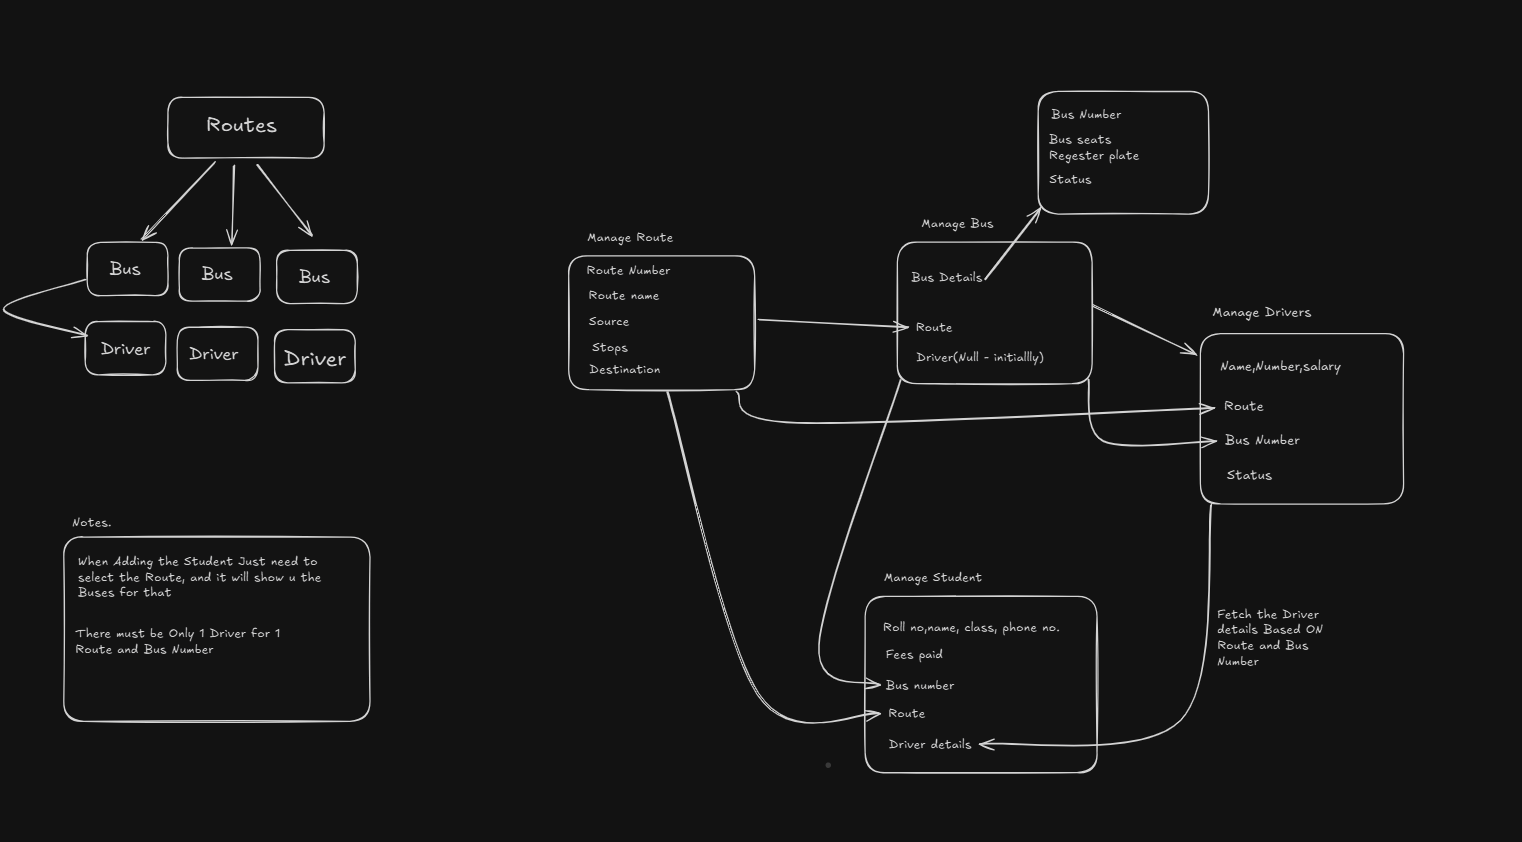 Routes
Bus
Bus
Bus
Driver
Driver
Driver
Notes.
When Adding the Student Just need to
select the Route, and it will show u the
Buses for that
There must be Only 1 Driver for 1
Route and Bus Number
Manage Route
Route Number
Route name
Source
Stops
Destination
Manage Bus
Bus Details
Route
Driver(Null - initiallly)
Bus Number
Bus seats
Regester plate
Status
Manage Drivers
Name,Number,salary
Route
Bus Number
Status
Manage Student
Roll no,name, class, phone no.
Fees paid
Bus number
Route
Driver details
Fetch the Driver
details Based ON
Route and Bus
Number